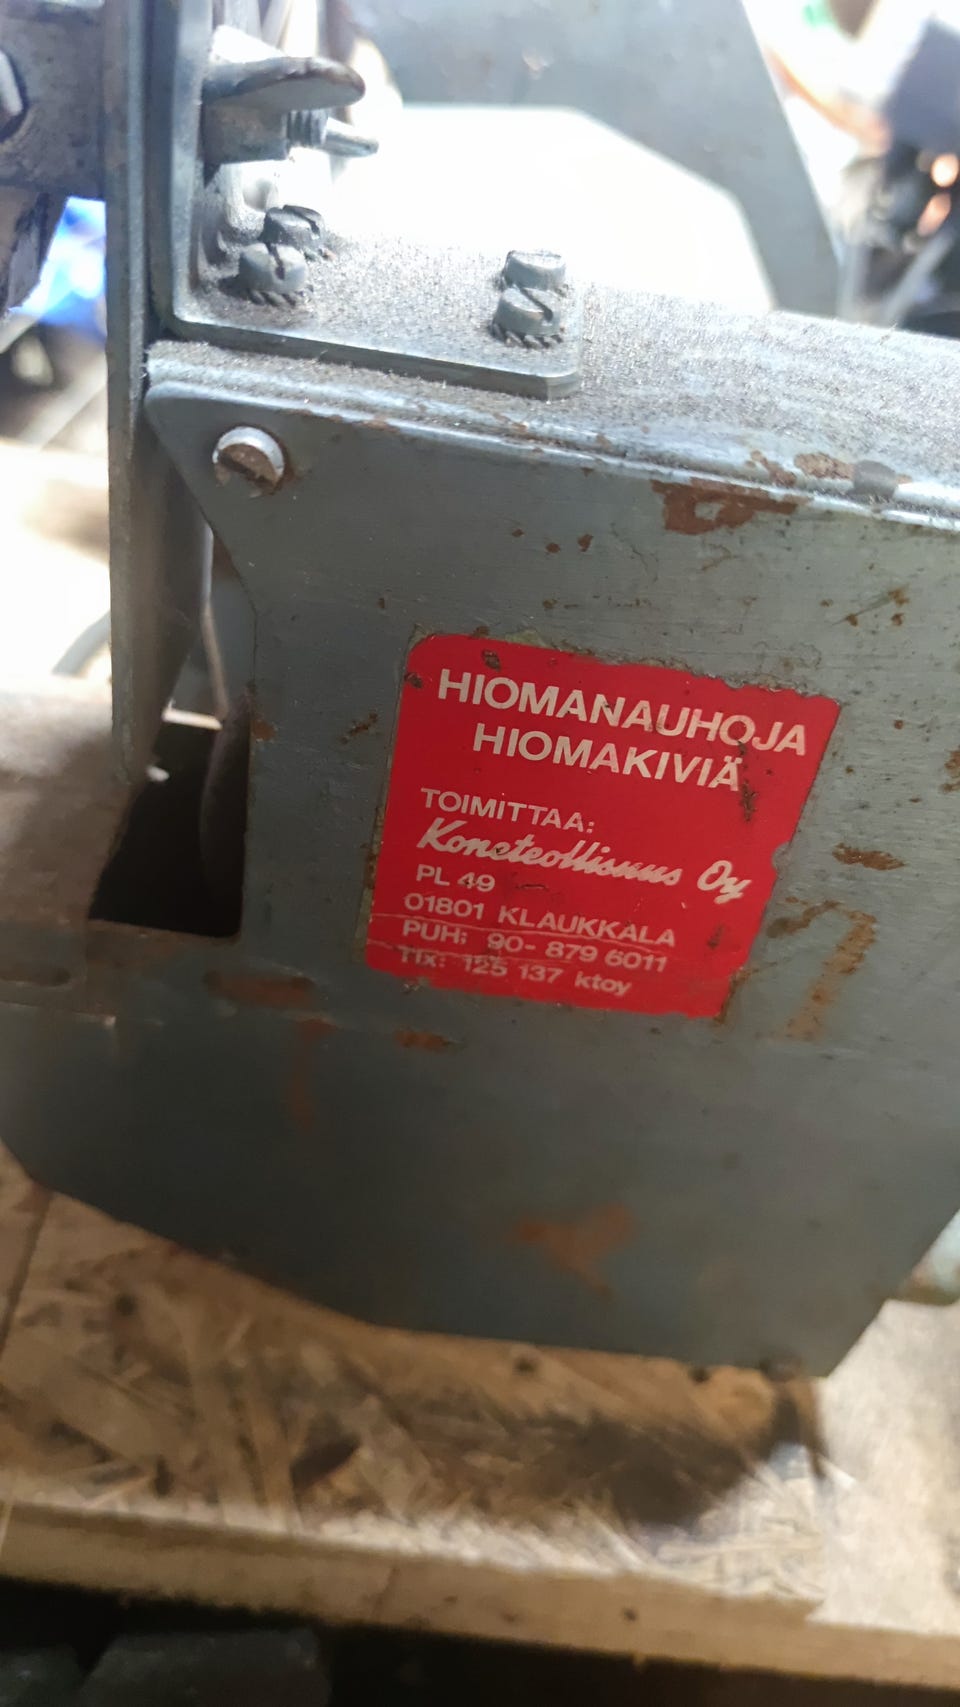 HIOMANAUHOJA
HIOMAKIVIÄ
TOIMITTAA:
Koneteollisuus Oy
PL 49
01801 KLAUKKALA
PUH: 90-879 6011
Tlx: 125 137 ktoy